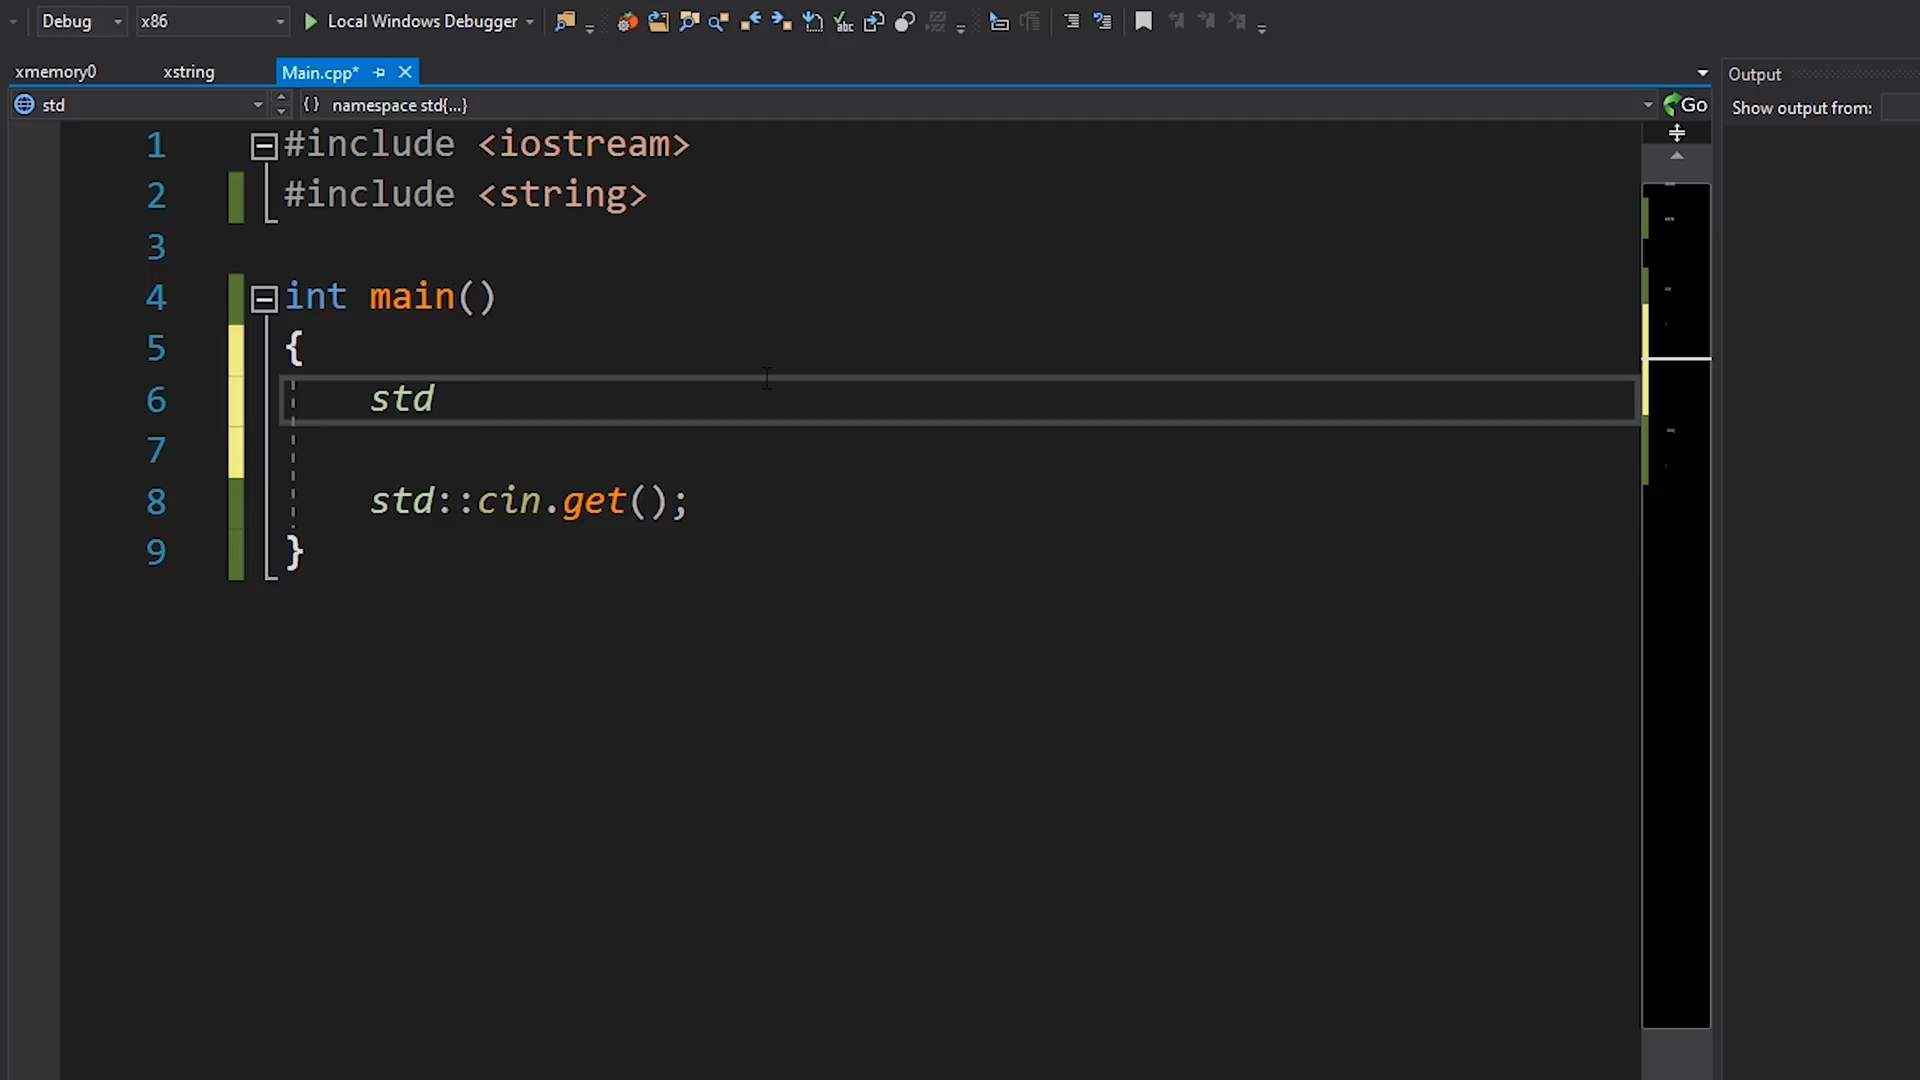 Debug x86 Local Windows Debugger
xmemory0 xstring Main.cpp*
Output
std {} namespace std{...} Go
Show output from:
1 #include <iostream>
2 #include <string>
3
4 int main()
5 {
6 std
7
8 std::cin.get();
9 }